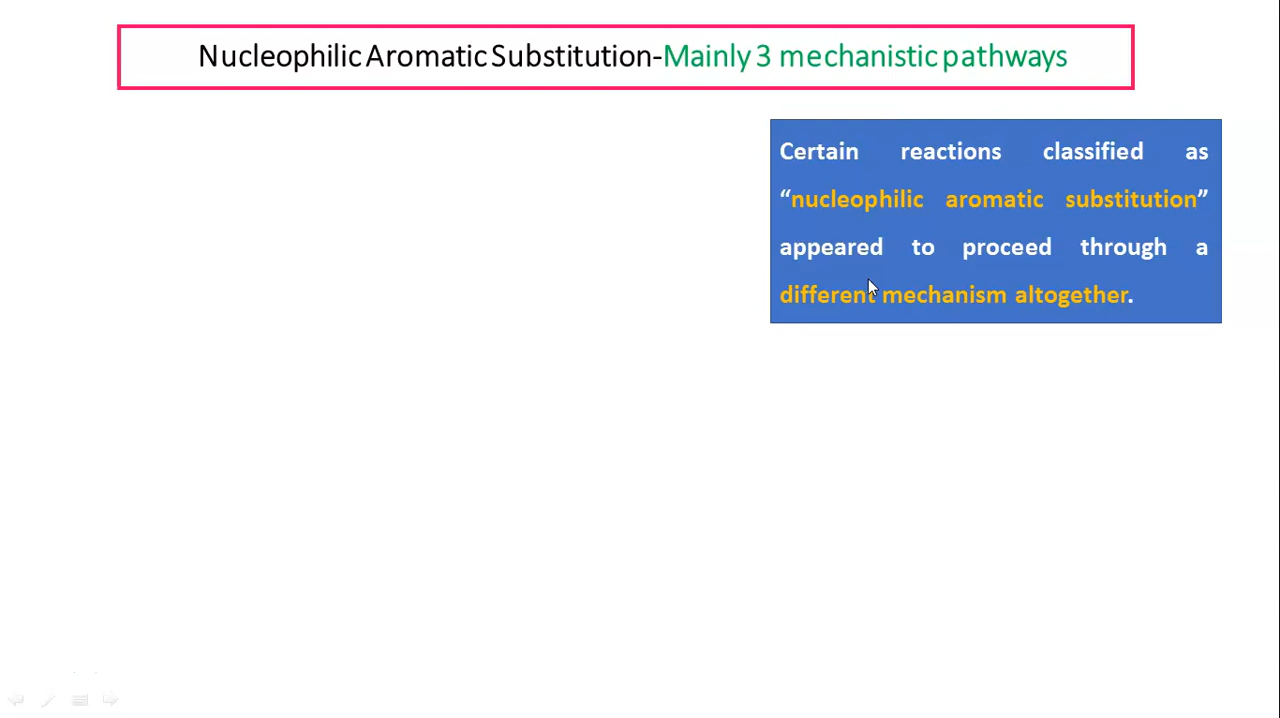 Nucleophilic Aromatic Substitution-Mainly 3 mechanistic pathways
Certain reactions classified as
“nucleophilic aromatic substitution”
appeared to proceed through a
different mechanism altogether.